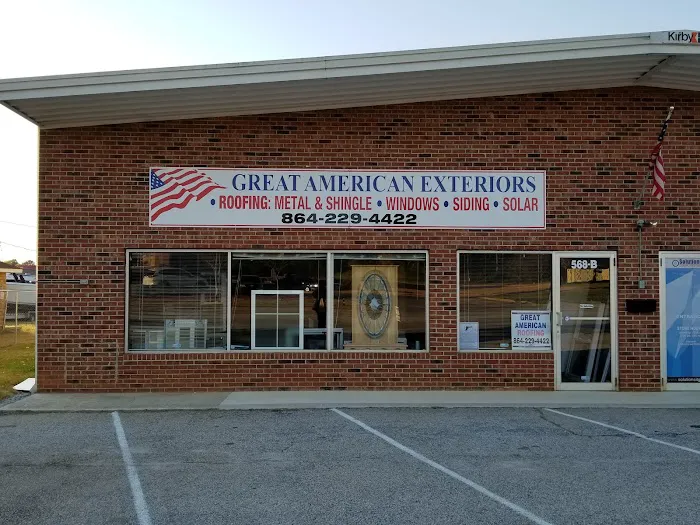 Kirby
GREAT AMERICAN EXTERIORS
• ROOFING: METAL & SHINGLE • WINDOWS • SIDING • SOLAR
864-229-4422
568-B
GREAT
AMERICAN
ROOFING
864-229-4422